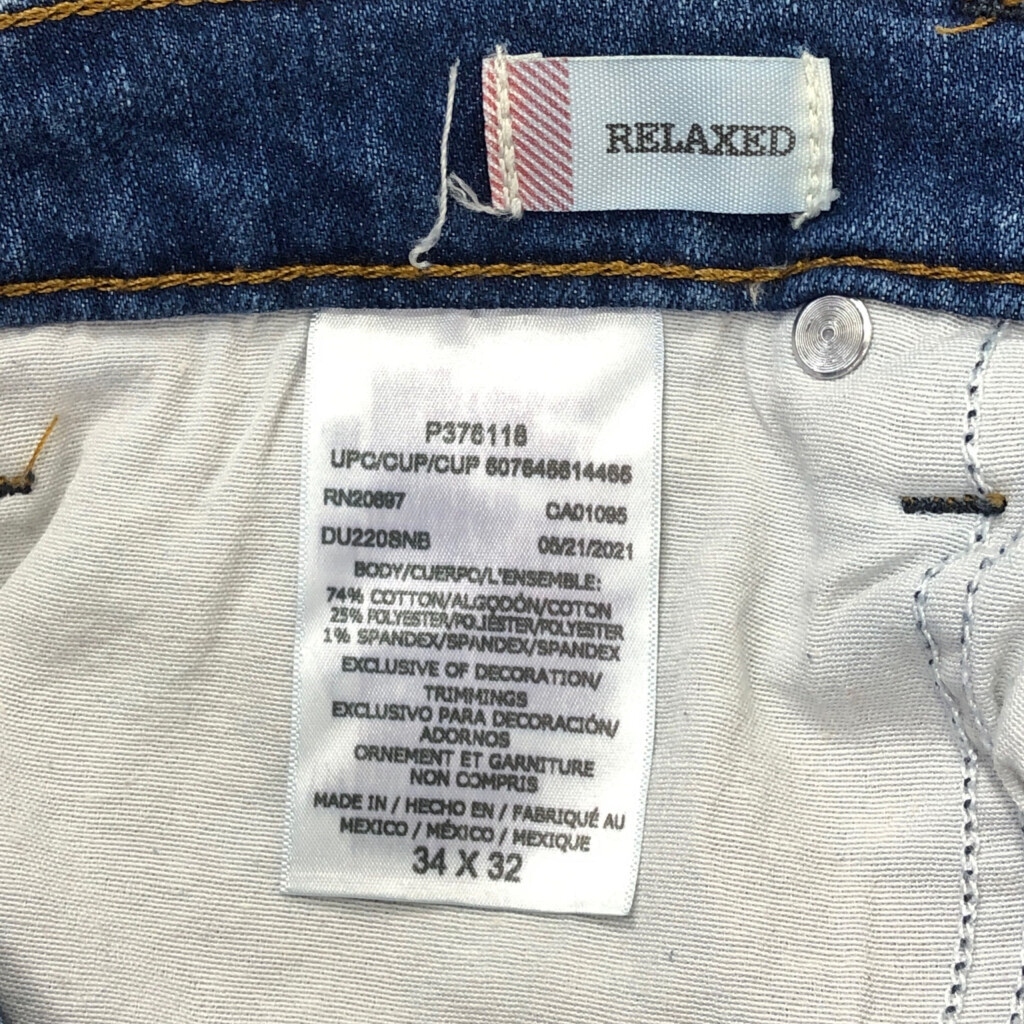 RELAXED
P376118
UPC/CUP/CUP 607645614465
RN20697 CA01095
DU220SNB 05/21/2021
BODY/CUERPO/L'ENSEMBLE:
74% COTTON/ALGODÓN/COTON
25% POLYESTER/POLIÉSTER/POLYESTER
1% SPANDEX/SPANDEX/SPANDEX
EXCLUSIVE OF DECORATION/
TRIMMINGS
EXCLUSIVO PARA DECORACIÓN/
ADORNOS
ORNEMENT ET GARNITURE
NON COMPRIS
MADE IN / HECHO EN / FABRIQUÉ AU
MEXICO / MÉXICO / MEXIQUE
34 X 32